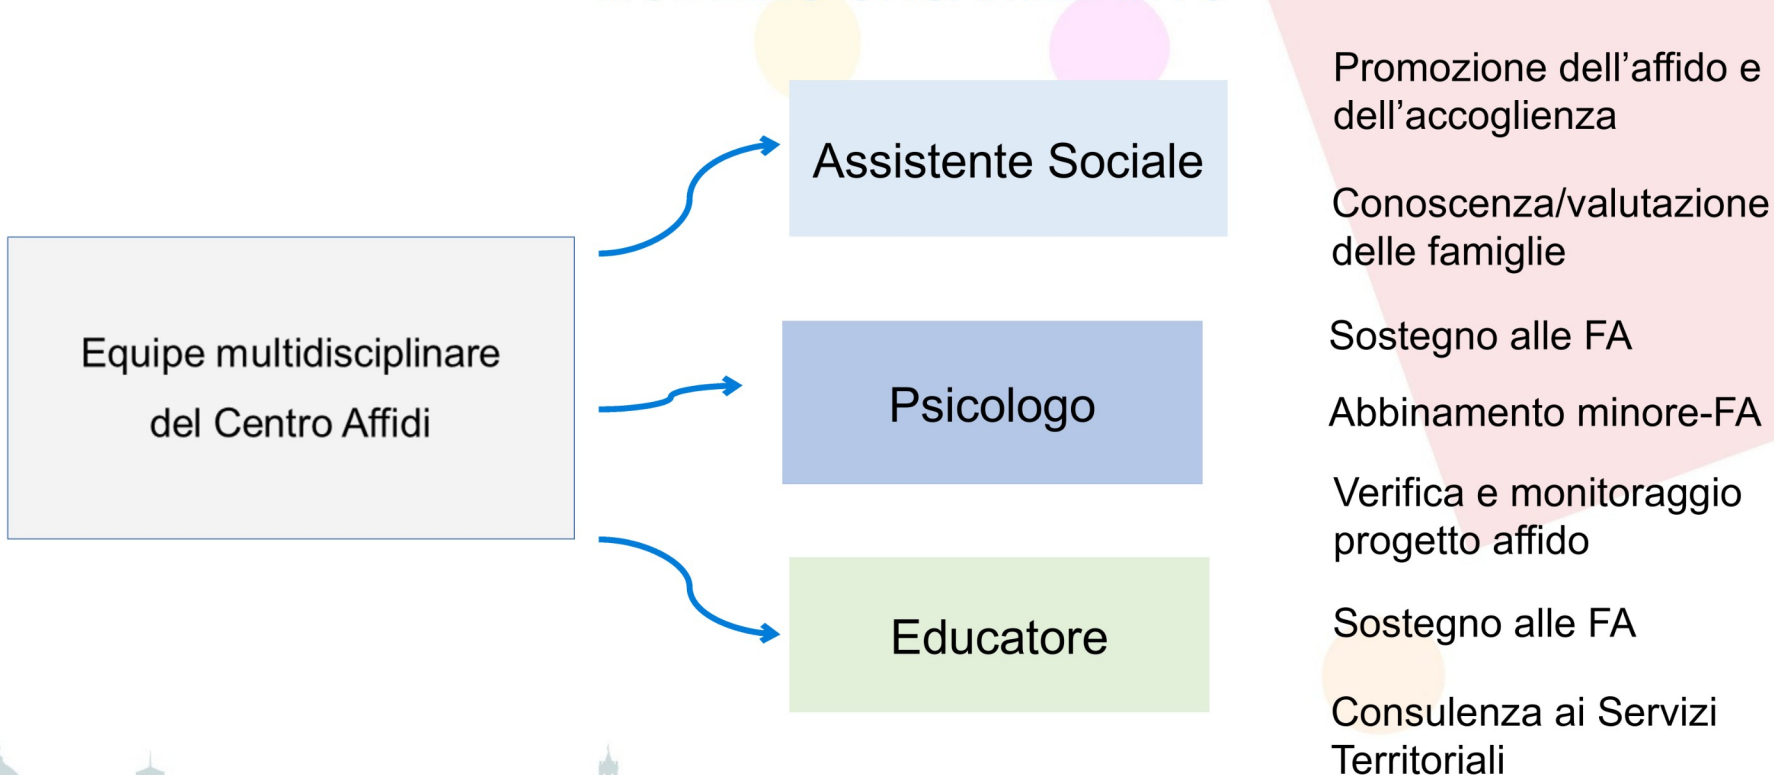 Equipe multidisciplinare
del Centro Affidi
Assistente Sociale
Psicologo
Educatore
Promozione dell’affido e
dell’accoglienza
Conoscenza/valutazione
delle famiglie
Sostegno alle FA
Abbinamento minore-FA
Verifica e monitoraggio
progetto affido
Sostegno alle FA
Consulenza ai Servizi
Territoriali